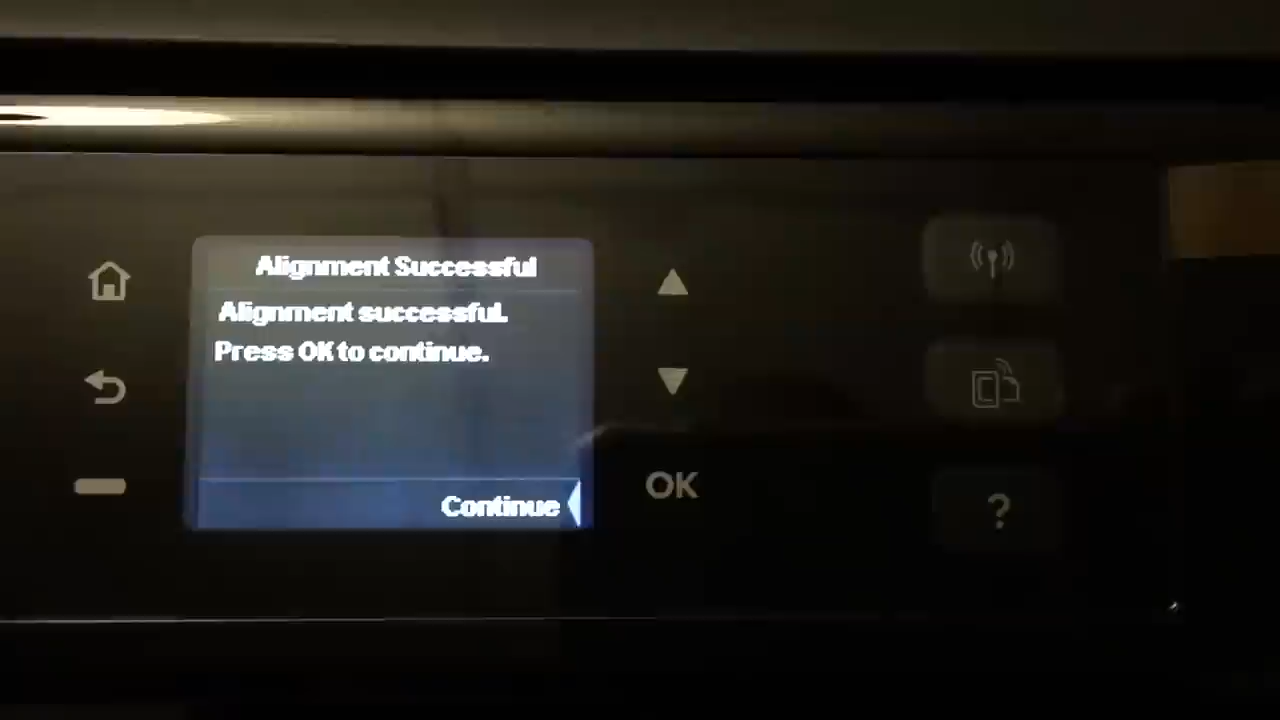 Alignment Successful
Alignment successful.
Press OK to continue.
Continue
OK
?